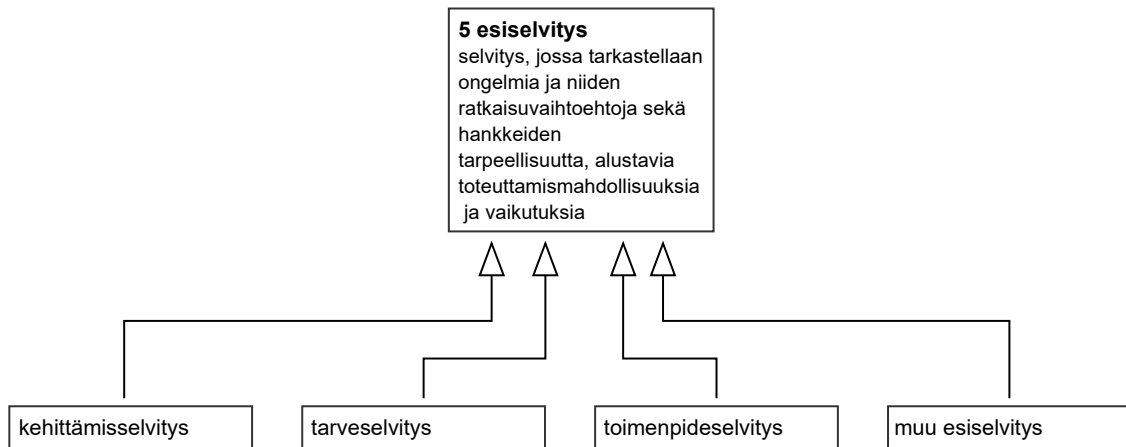 5 esiselvitys
selvitys, jossa tarkastellaan
ongelmia ja niiden
ratkaisuvaihtoehtoja sekä
hankkeiden
tarpeellisuutta, alustavia
toteuttamismahdollisuuksia
ja vaikutuksia
kehittämisselvitys
tarveselvitys
toimenpideselvitys
muu esiselvitys